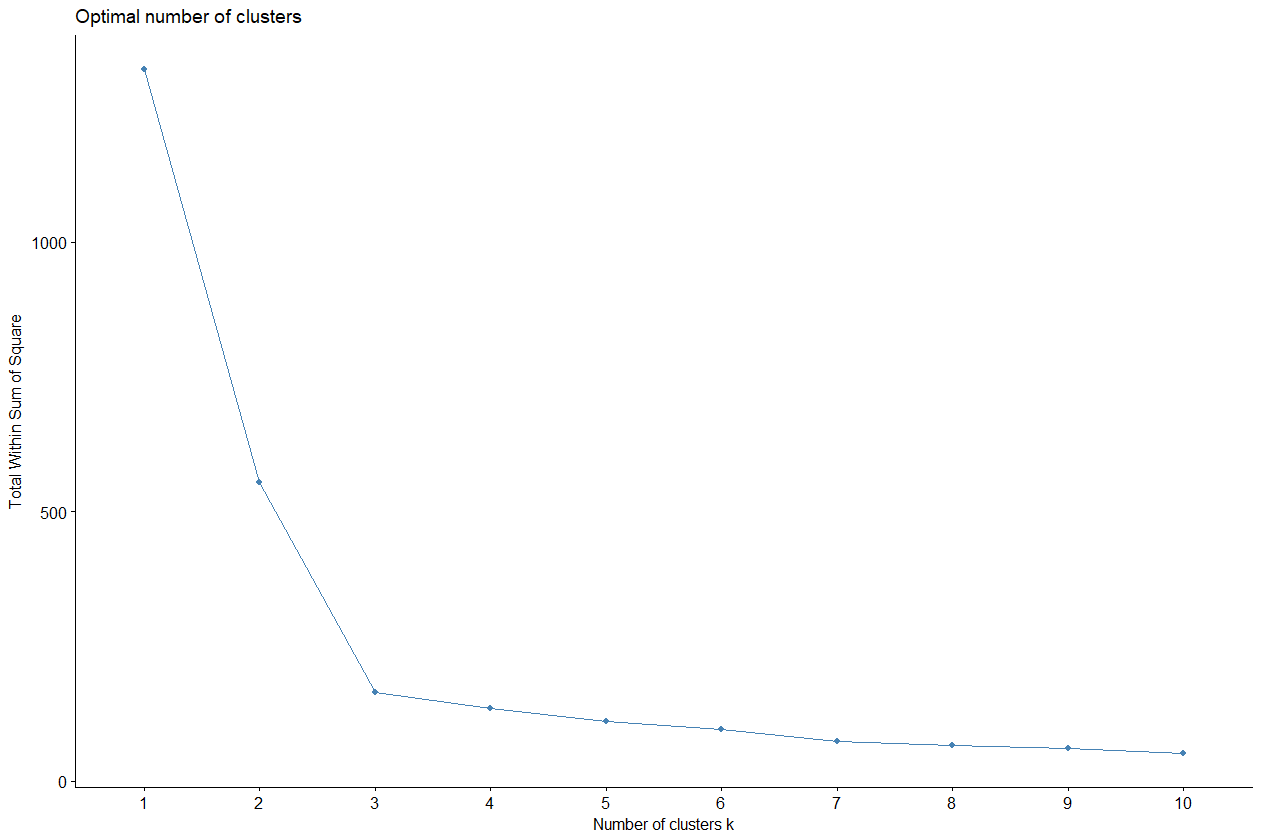 Optimal number of clusters
Total Within Sum of Square
1000
500
0
1 2 3 4 5 6 7 8 9 10
Number of clusters k